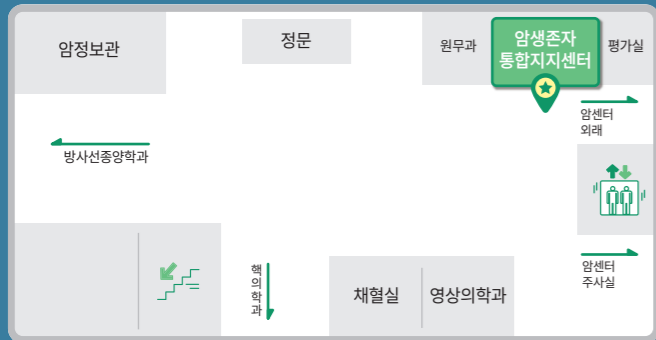 암정보관
정문
원무과
암생존자
통합지지센터
평가실
암센터
외래
방사선종양학과
핵의학과
채혈실
영상의학과
암센터
주사실